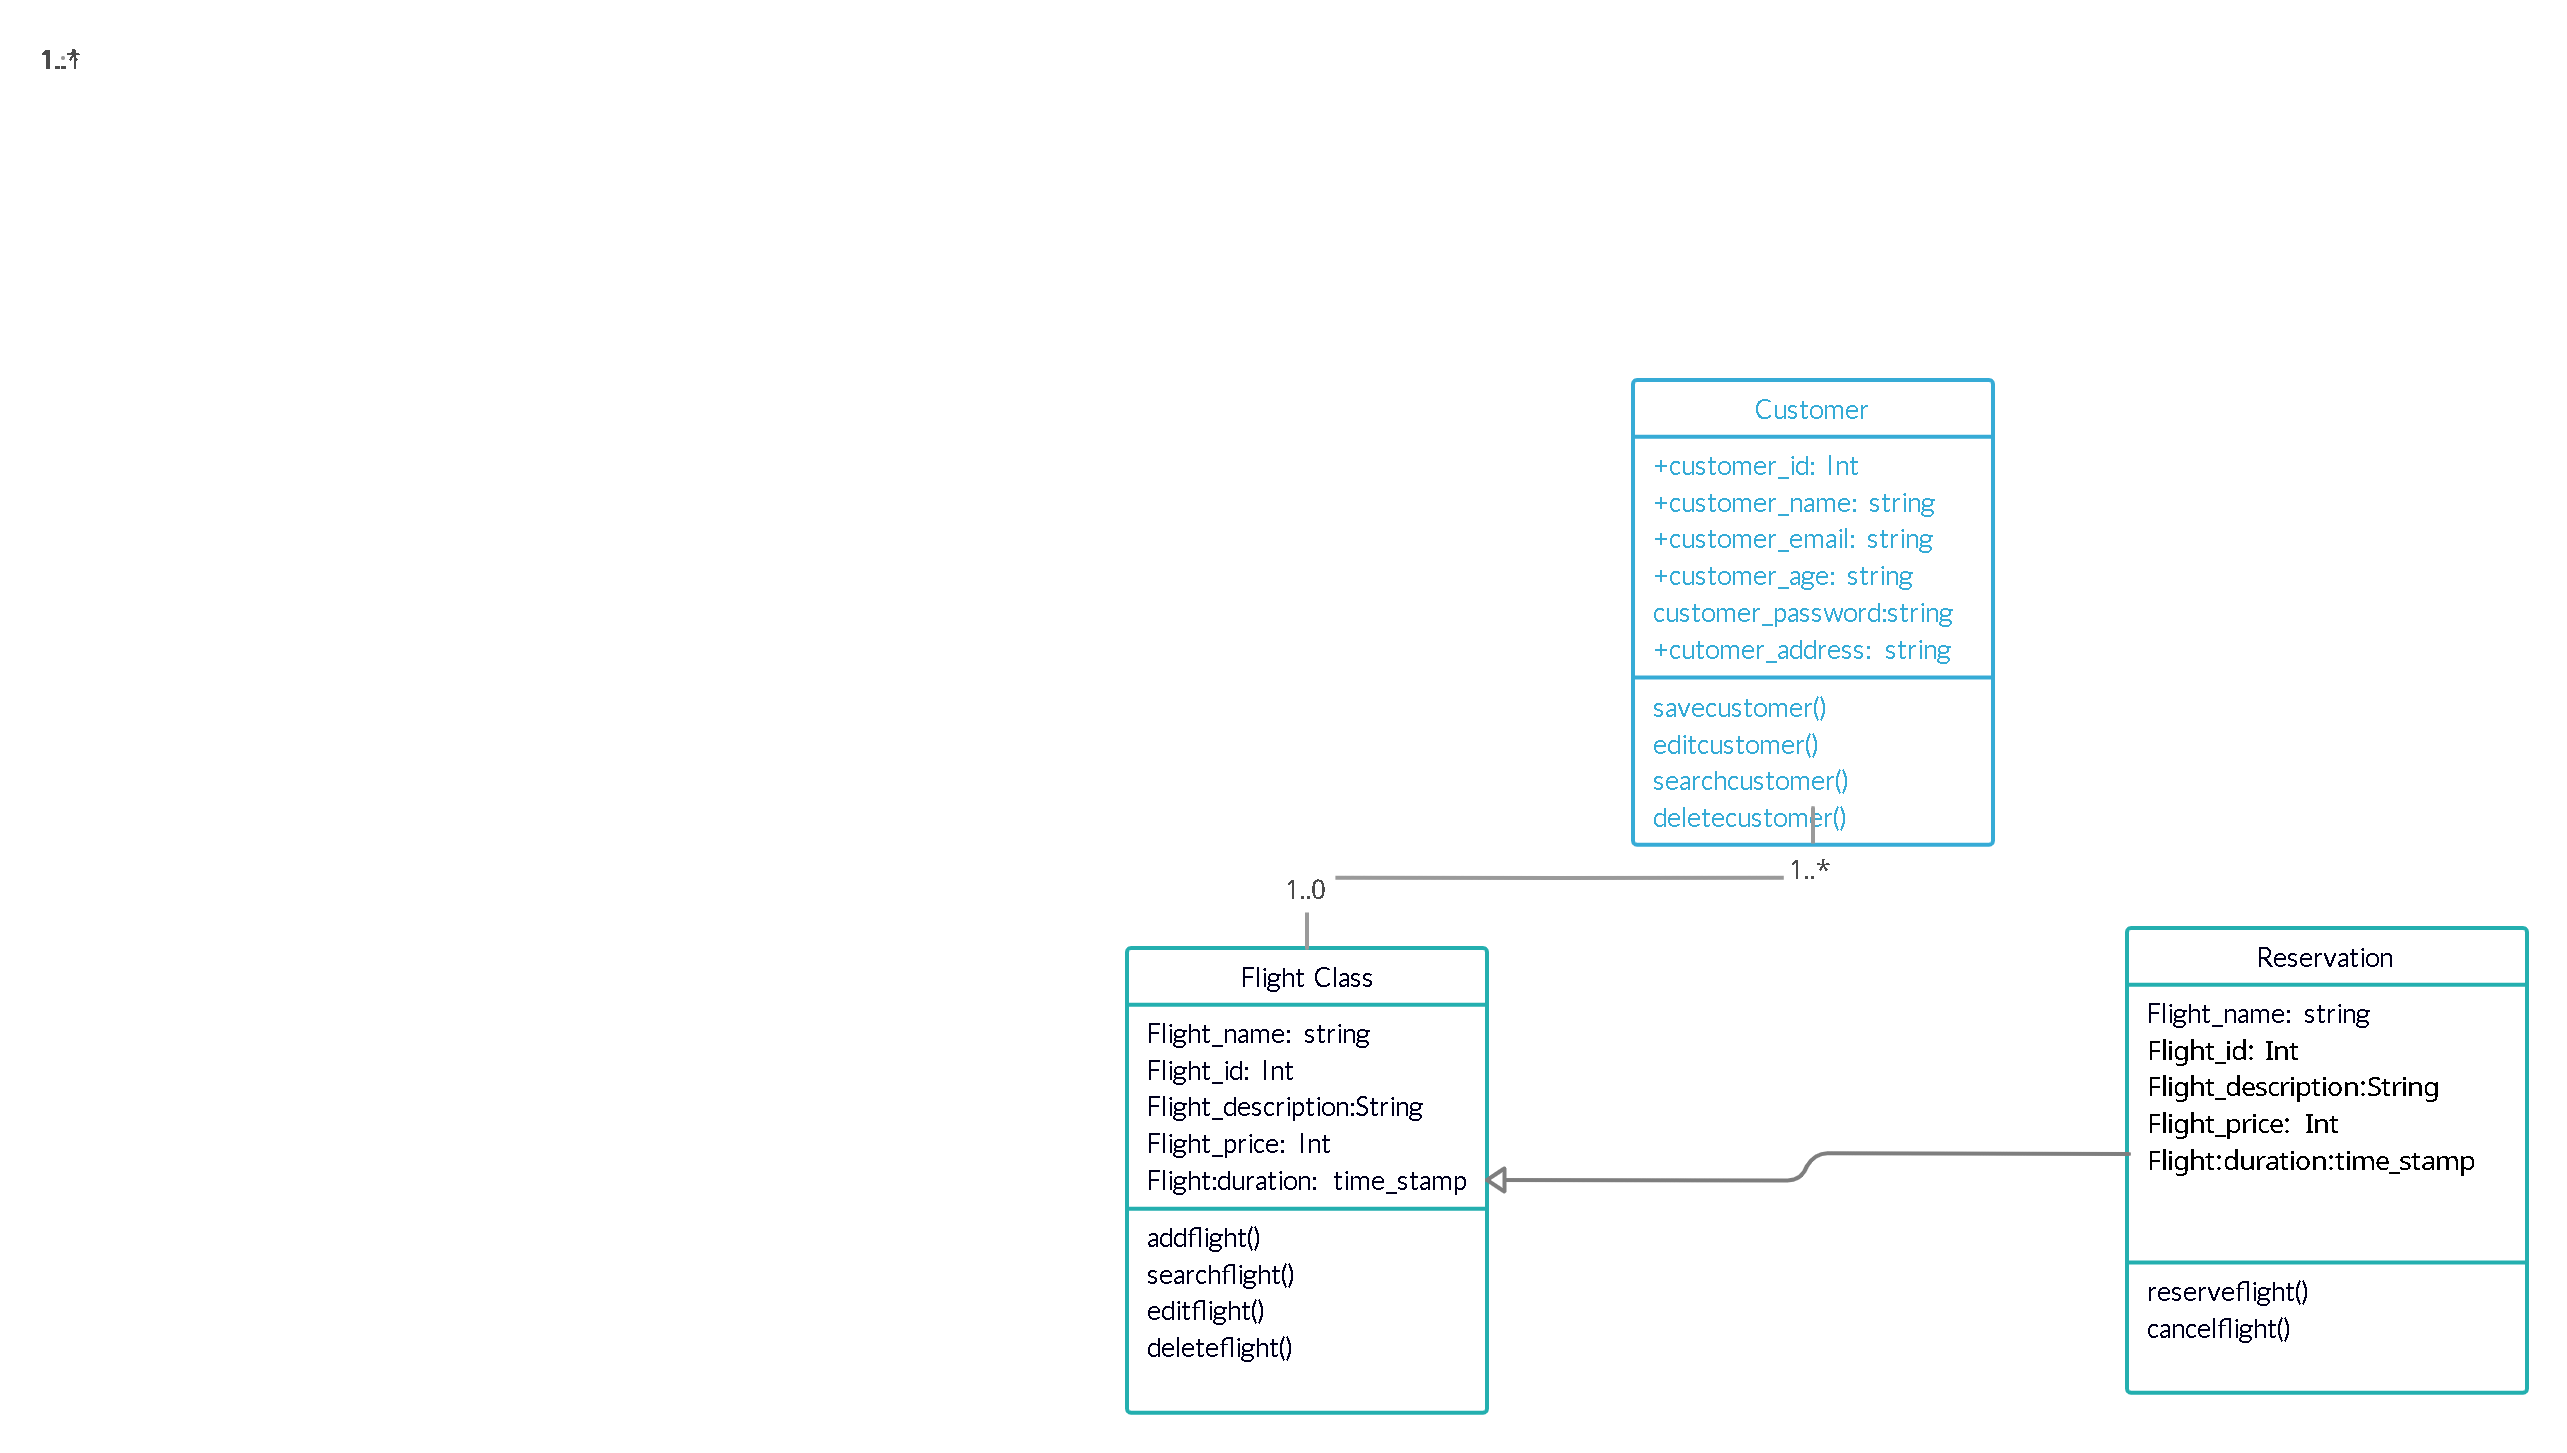 1..*
Customer
+customer_id: Int
+customer_name: string
+customer_email: string
+customer_age: string
customer_password:string
+cutomer_address: string
savecustomer()
editcustomer()
searchcustomer()
deletecustomer()
1..*
1..0
Flight Class
Flight_name: string
Flight_id: Int
Flight_description:String
Flight_price: Int
Flight:duration: time_stamp
addflight()
searchflight()
editflight()
deleteflight()
Reservation
Flight_name: string
Flight_id: Int
Flight_description:String
Flight_price: Int
Flight:duration:time_stamp
reserveflight()
cancelflight()